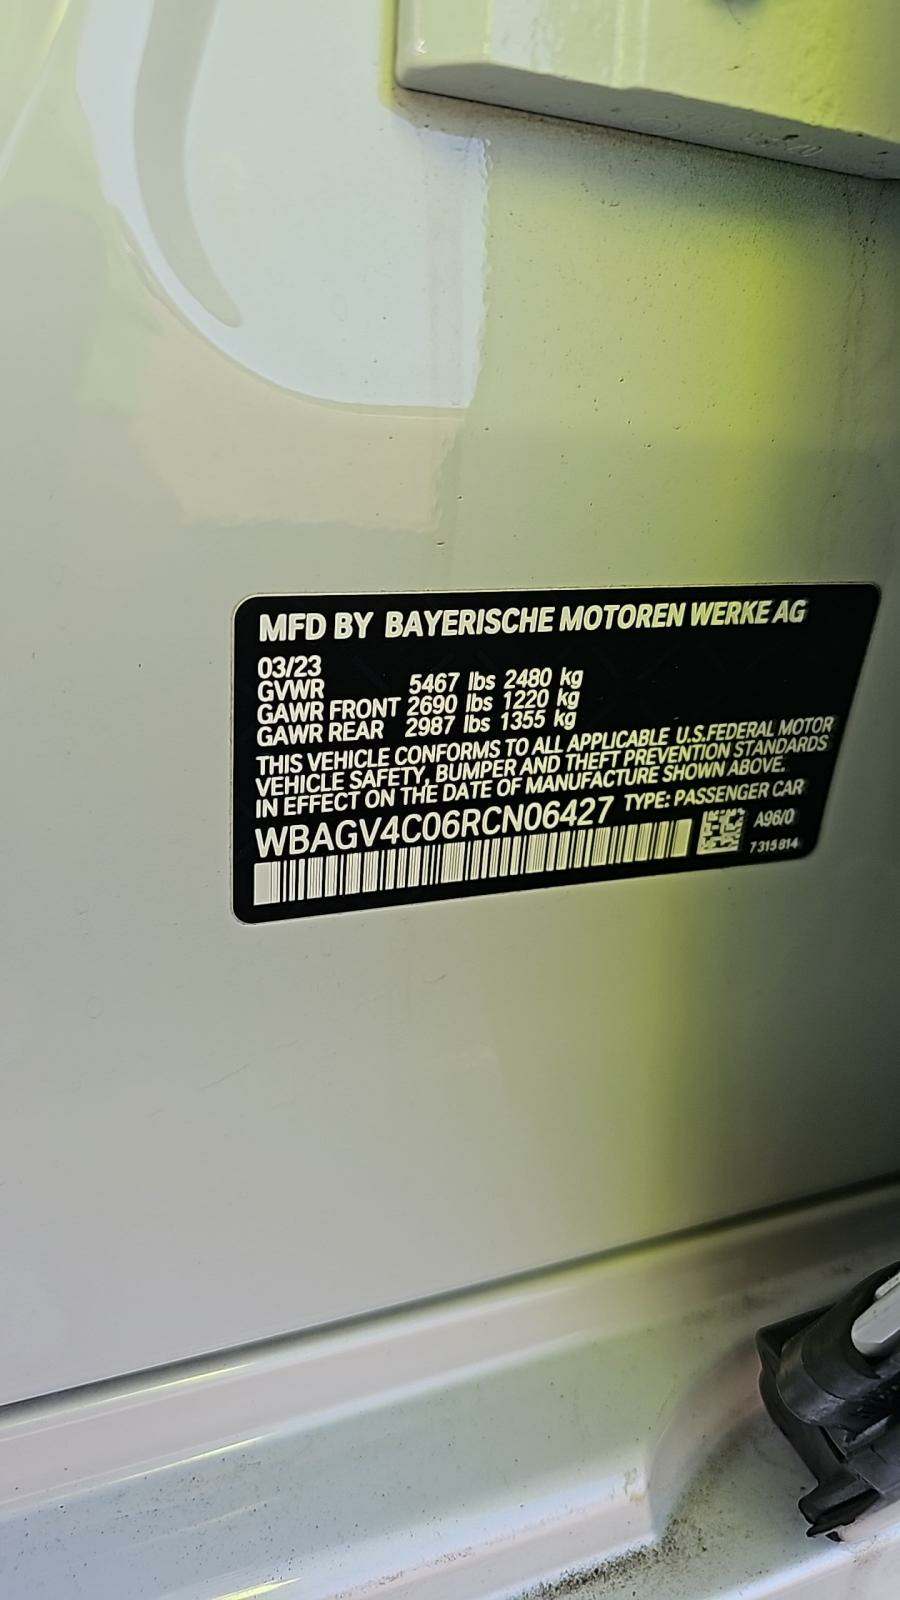 MFD BY BAYERISCHE MOTOREN WERKE AG
03/23
GVWR 5467 lbs 2480 kg
GAWR FRONT 2690 lbs 1220 kg
GAWR REAR 2987 lbs 1355 kg
THIS VEHICLE CONFORMS TO ALL APPLICABLE U.S.FEDERAL MOTOR
VEHICLE SAFETY, BUMPER AND THEFT PREVENTION STANDARDS
IN EFFECT ON THE DATE OF MANUFACTURE SHOWN ABOVE.
WBAGV4C06RCN06427 TYPE: PASSENGER CAR
A96/0
7315814